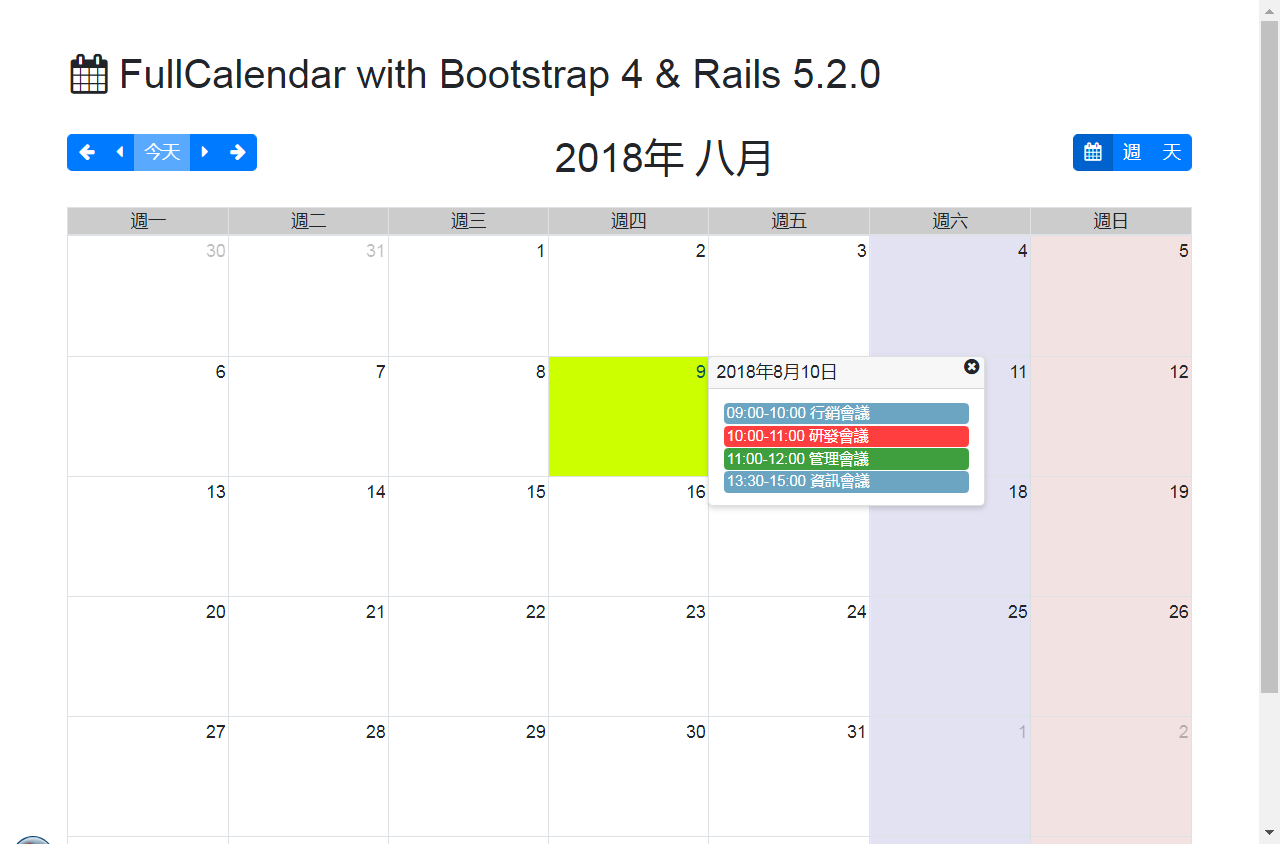 FullCalendar with Bootstrap 4 & Rails 5.2.0
今天
2018年 八月
週 天
週一 週二 週三 週四 週五 週六 週日
30 31 1 2 3 4 5
6 7 8 9 2018年8月10日 11 12
09:00-10:00 行銷會議
10:00-11:00 研發會議
11:00-12:00 管理會議
13:30-15:00 資訊會議
13 14 15 16 18 19
20 21 22 23 24 25 26
27 28 29 30 31 1 2